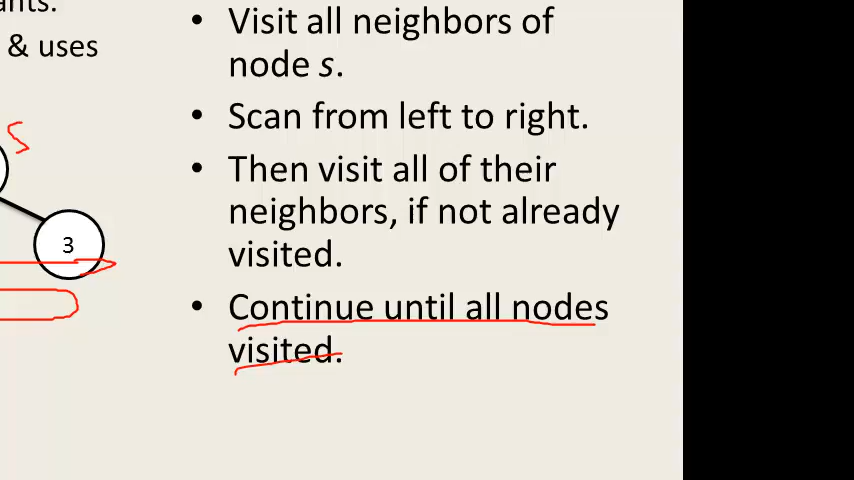 & uses
• Visit all neighbors of
node s.
• Scan from left to right.
• Then visit all of their
neighbors, if not already
visited.
• Continue until all nodes
visited.
s
3